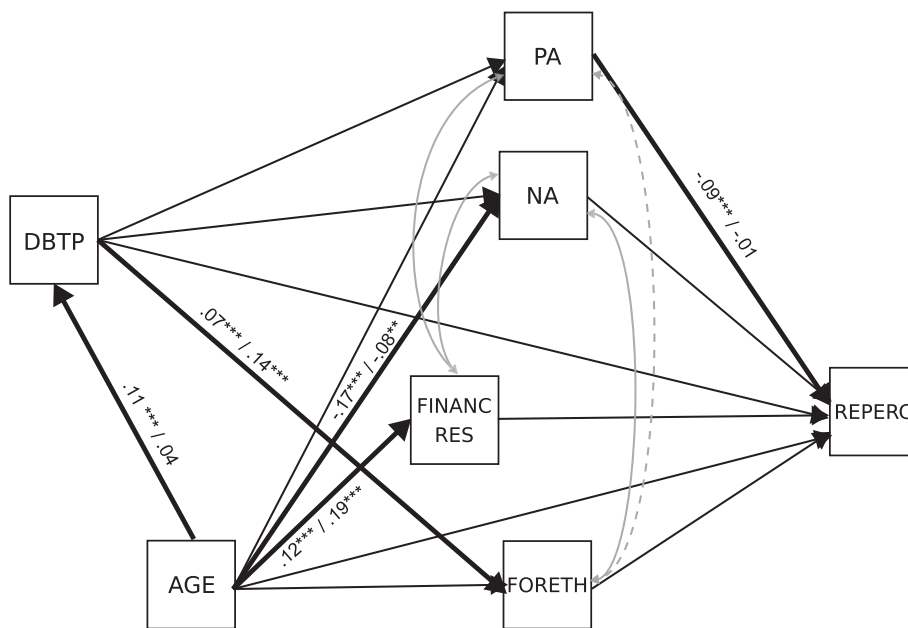 PA
-.09*** / -.01
NA
DBTP
.07*** / .14***
-.17*** / -.08**
.11 *** / .04
FINANC
RES
REPERC
.12*** / .19***
AGE
FORETH